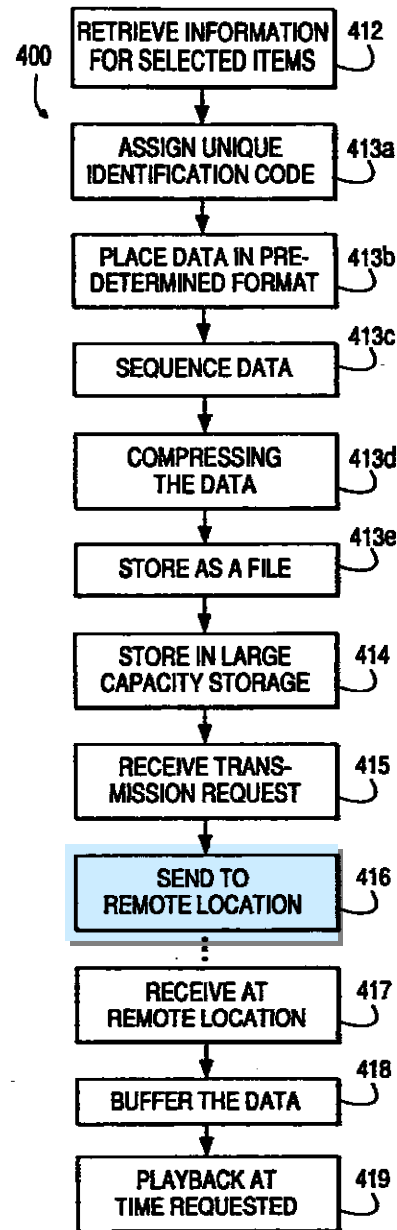 400
RETRIEVE INFORMATION
FOR SELECTED ITEMS
412
ASSIGN UNIQUE
IDENTIFICATION CODE
413a
PLACE DATA IN PRE-
DETERMINED FORMAT
413b
SEQUENCE DATA
413c
COMPRESSING
THE DATA
413d
STORE AS A FILE
413e
STORE IN LARGE
CAPACITY STORAGE
414
RECEIVE TRANS-
MISSION REQUEST
415
SEND TO
REMOTE LOCATION
416
RECEIVE AT
REMOTE LOCATION
417
BUFFER THE DATA
418
PLAYBACK AT
TIME REQUESTED
419